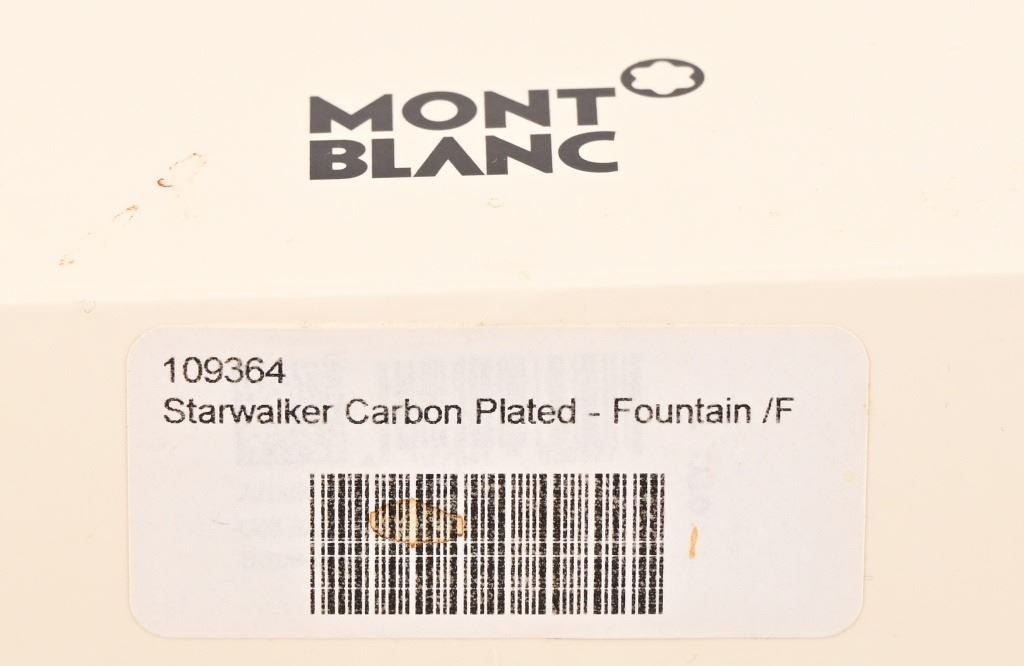 MONT
BLANC
109364
Starwalker Carbon Plated - Fountain /F